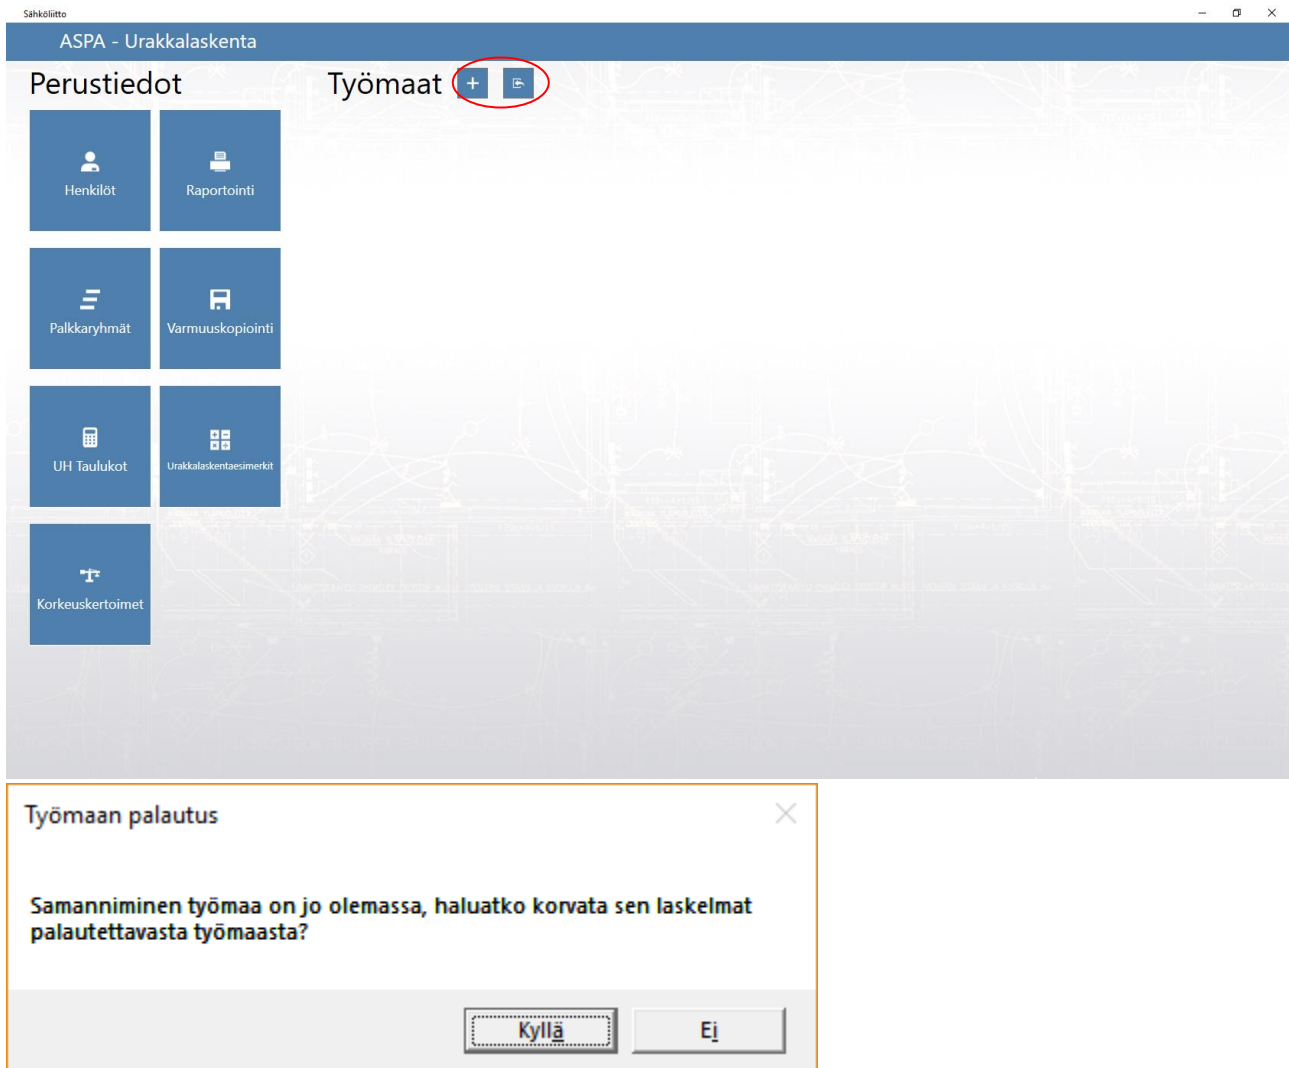 Sähköliitto
ASPA - Urakkalaskenta
Perustiedot
Työmaat
Henkilöt
Raportointi
Palkkaryhmät
Varmuuskopiointi
UH Taulukot
Urakkalaskentaesimerkit
Korkeuskertoimet
Työmaan palautus
Samanniminen työmaa on jo olemassa, haluatko korvata sen laskelmat
palautettavasta työmaasta?
Kyllä
Ei